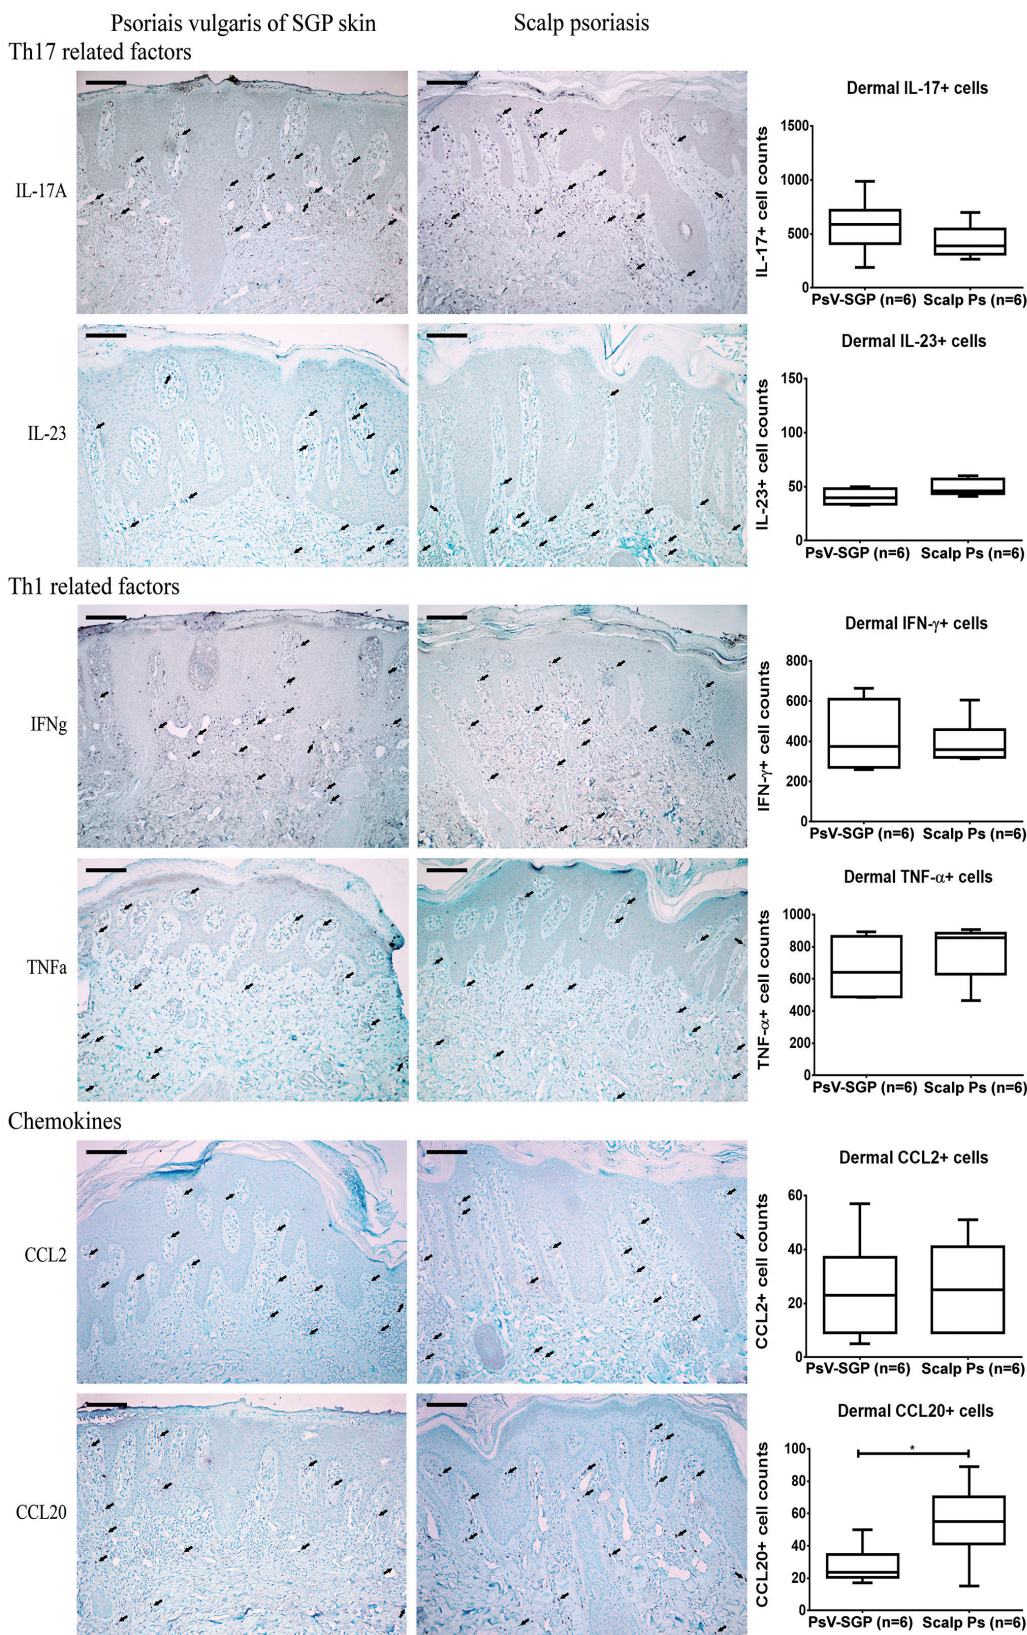 Psoriais vulgaris of SGP skin
Scalp psoriasis
Th17 related factors
IL-17A
Dermal IL-17+ cells
IL-17+ cell counts
1500
1000
500
0
PsV-SGP (n=6) Scalp Ps (n=6)
IL-23
Dermal IL-23+ cells
IL-23+ cell counts
150
100
50
0
PsV-SGP (n=6) Scalp Ps (n=6)
Th1 related factors
IFNg
Dermal IFN-γ+ cells
IFN-γ+ cell counts
800
600
400
200
0
PsV-SGP (n=6) Scalp Ps (n=6)
TNFa
Dermal TNF-α+ cells
TNF-α+ cell counts
1000
800
600
400
200
0
PsV-SGP (n=6) Scalp Ps (n=6)
Chemokines
CCL2
Dermal CCL2+ cells
CCL2+ cell counts
60
40
20
0
PsV-SGP (n=6) Scalp Ps (n=6)
CCL20
Dermal CCL20+ cells
CCL20+ cell counts
100
80
60
40
20
0
*
PsV-SGP (n=6) Scalp Ps (n=6)